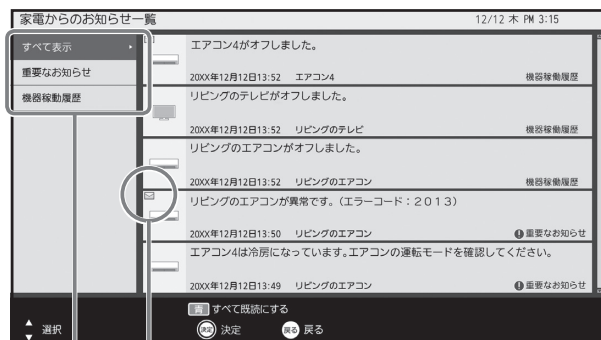 家電からのお知らせ一覧
12/12 木 PM 3:15
すべて表示
重要なお知らせ
機器稼動履歴
エアコン4がオフしました。
20XX年12月12日13:52 エアコン4 機器稼動履歴
リビングのテレビがオフしました。
20XX年12月12日13:52 リビングのテレビ 機器稼動履歴
リビングのエアコンがオフしました。
20XX年12月12日13:52 リビングのエアコン 機器稼動履歴
リビングのエアコンが異常です。(エラーコード:2013)
20XX年12月12日13:50 リビングのエアコン 重要なお知らせ
エアコン4は冷房になっています。エアコンの運転モードを確認してください。
20XX年12月12日13:49 リビングのエアコン 重要なお知らせ
青 すべて既読にする
選択 決定 決定 戻る 戻る